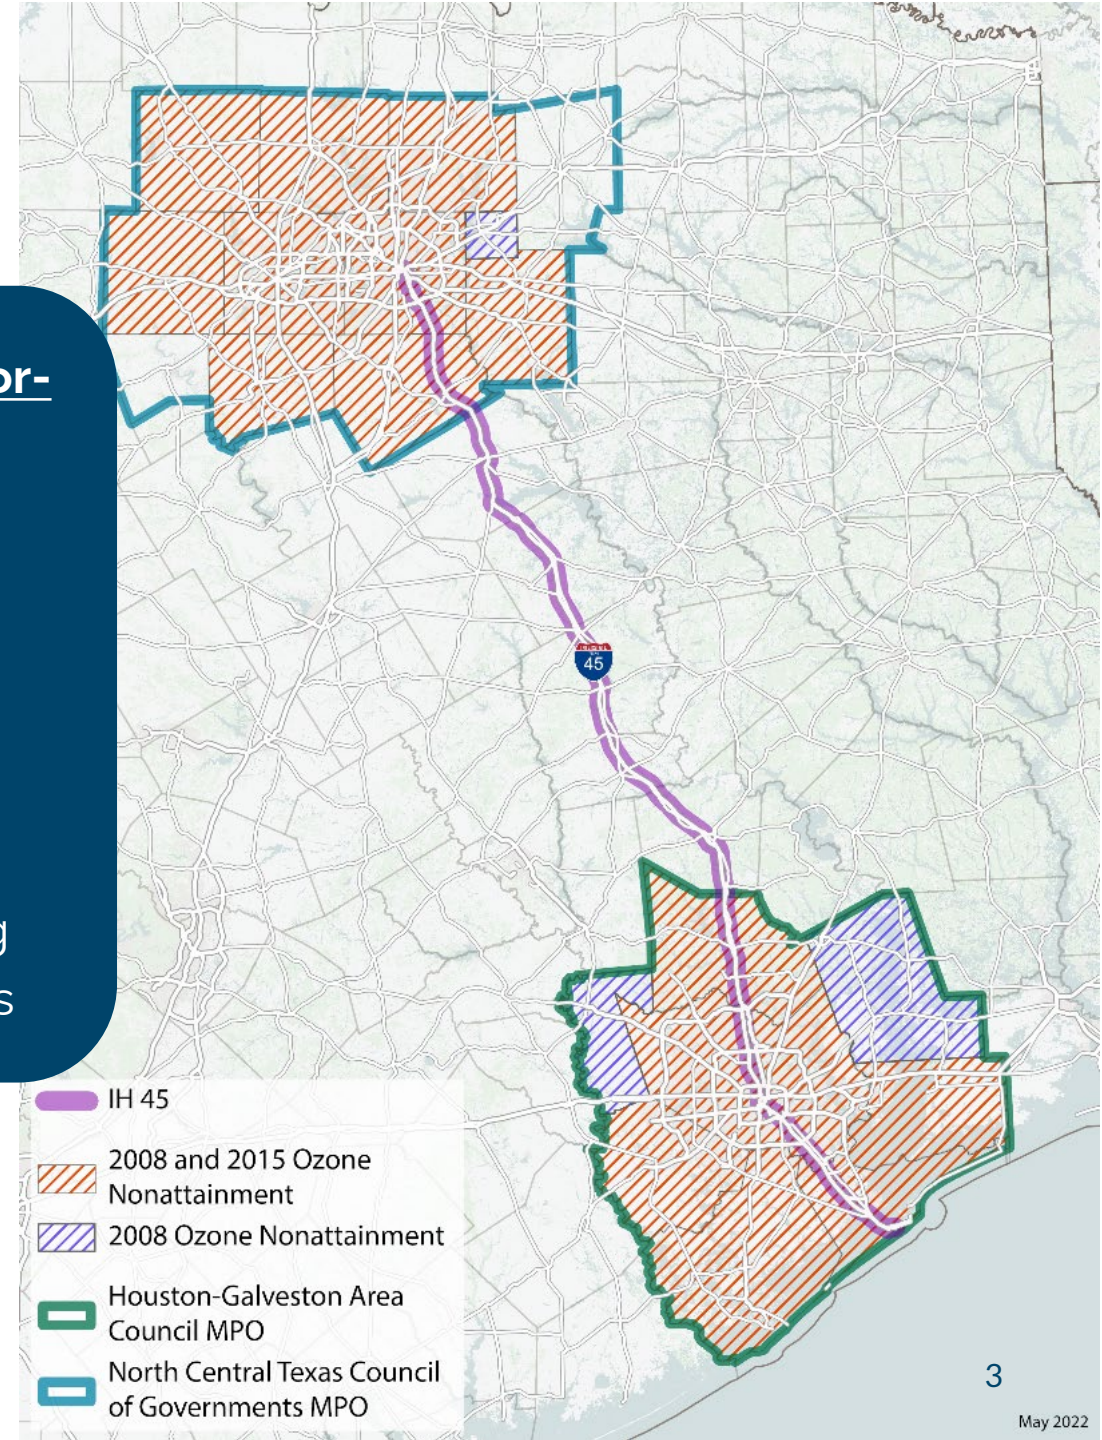 or-
g
s
45
IH 45
2008 and 2015 Ozone
Nonattainment
2008 Ozone Nonattainment
Houston-Galveston Area
Council MPO
North Central Texas Council
of Governments MPO
3
May 2022